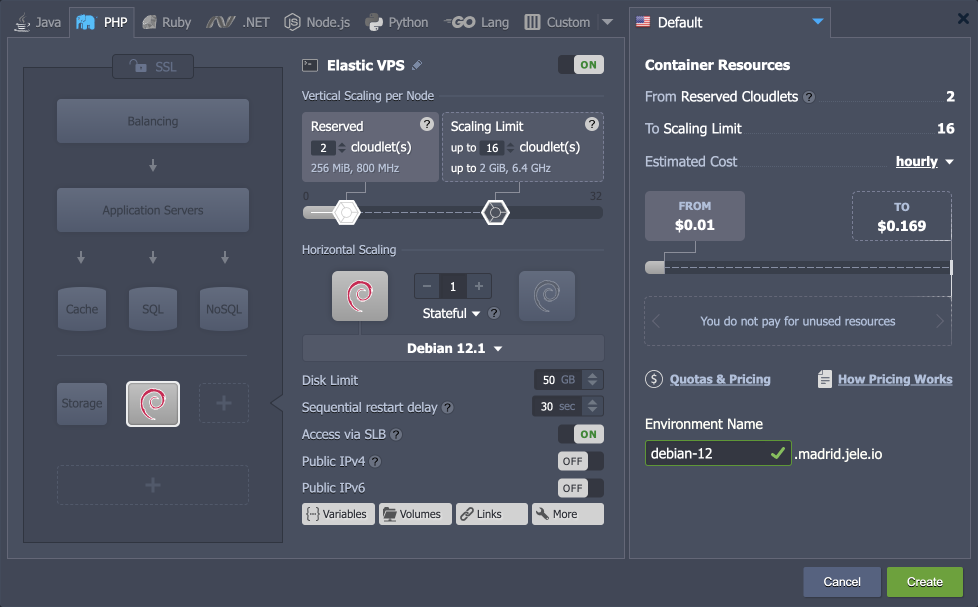 Java
PHP
Ruby
.NET
Node.js
Python
GO Lang
Custom
Default
SSL
Balancing
Application Servers
Cache
SQL
NoSQL
Storage
Elastic VPS
ON
Vertical Scaling per Node
Reserved ?
2 cloudlet(s)
256 MiB, 800 MHz
Scaling Limit ?
up to 16 cloudlet(s)
up to 2 GiB, 6.4 GHz
0
32
Horizontal Scaling
− 1 +
Stateful ?
Debian 12.1
Disk Limit
50 GB
Sequential restart delay ?
30 sec
Access via SLB ?
ON
Public IPv4 ?
OFF
Public IPv6
OFF
Variables
Volumes
Links
More
Container Resources
From Reserved Cloudlets ? 2
To Scaling Limit 16
Estimated Cost hourly
FROM
$0.01
TO
$0.169
You do not pay for unused resources
$ Quotas & Pricing
How Pricing Works
Environment Name
debian-12 .madrid.jele.io
Cancel
Create